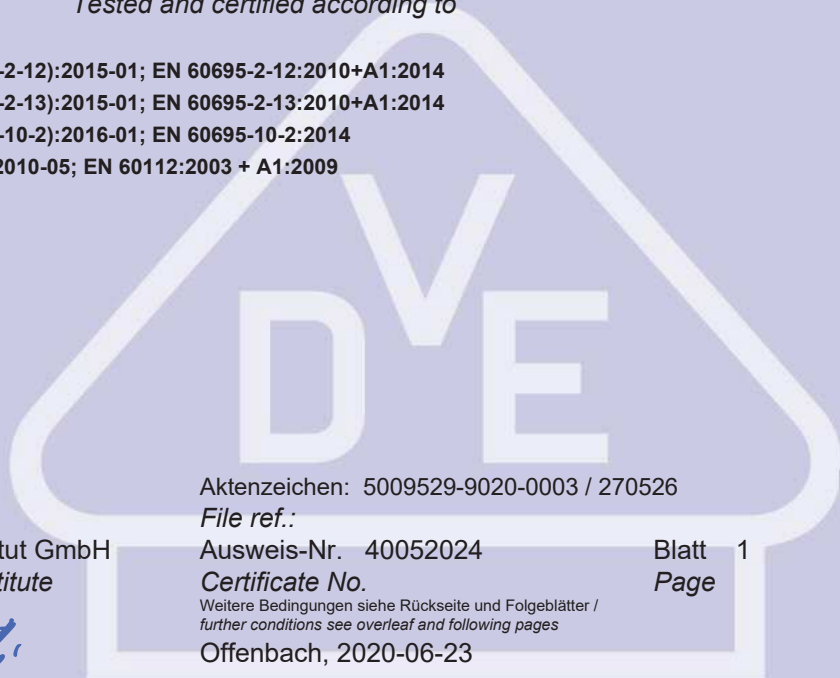 Tested and certified according to
-2-12):2015-01; EN 60695-2-12:2010+A1:2014
-2-13):2015-01; EN 60695-2-13:2010+A1:2014
-10-2):2016-01; EN 60695-10-2:2014
2010-05; EN 60112:2003 + A1:2009
VDE
Aktenzeichen: 5009529-9020-0003 / 270526
File ref.:
tut GmbH Ausweis-Nr. 40052024 Blatt 1
titute Certificate No. Page
Weitere Bedingungen siehe Rückseite und Folgeblätter /
further conditions see overleaf and following pages
Offenbach, 2020-06-23